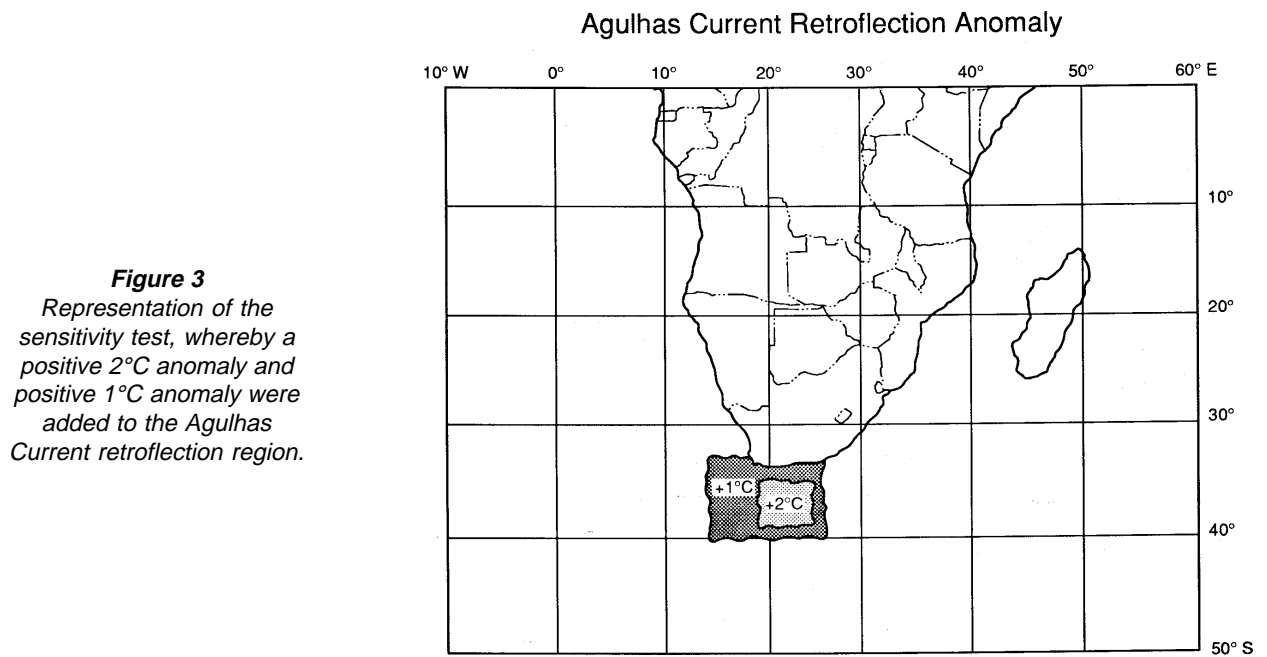 Agulhas Current Retroflection Anomaly
10° W 0° 10° 20° 30° 40° 50° 60° E
10°
20°
30°
40°
50° S
+1°C
+2°C
Figure 3
Representation of the
sensitivity test, whereby a
positive 2°C anomaly and
positive 1°C anomaly were
added to the Agulhas
Current retroflection region.